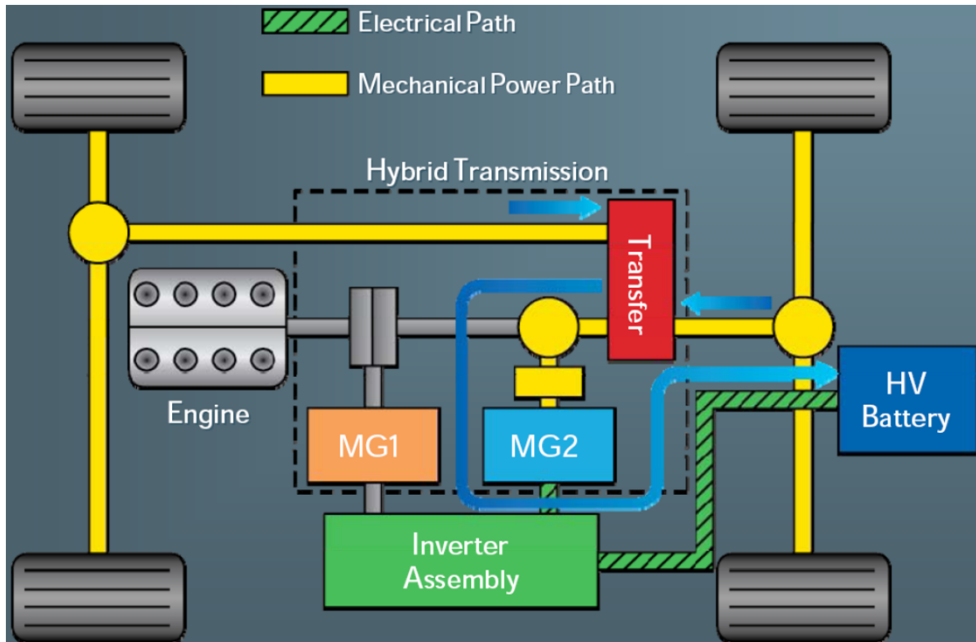 Electrical Path
Mechanical Power Path
Hybrid Transmission
Transfer
Engine
MG1
MG2
HV
Battery
Inverter
Assembly